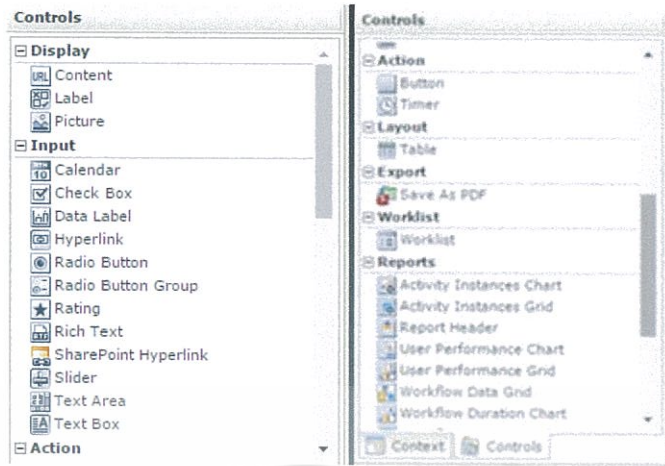 Controls
Display
URL Content
Label
Picture
Input
10 Calendar
Check Box
Data Label
Hyperlink
Radio Button
Radio Button Group
Rating
Rich Text
SharePoint Hyperlink
Slider
Text Area
A Text Box
Action
Controls
Action
Button
Timer
Layout
Table
Export
Save As PDF
Worklist
Worklist
Reports
Activity Instances Chart
Activity Instances Grid
Report Header
User Performance Chart
User Performance Grid
Workflow Data Grid
Workflow Duration Chart
Context Controls